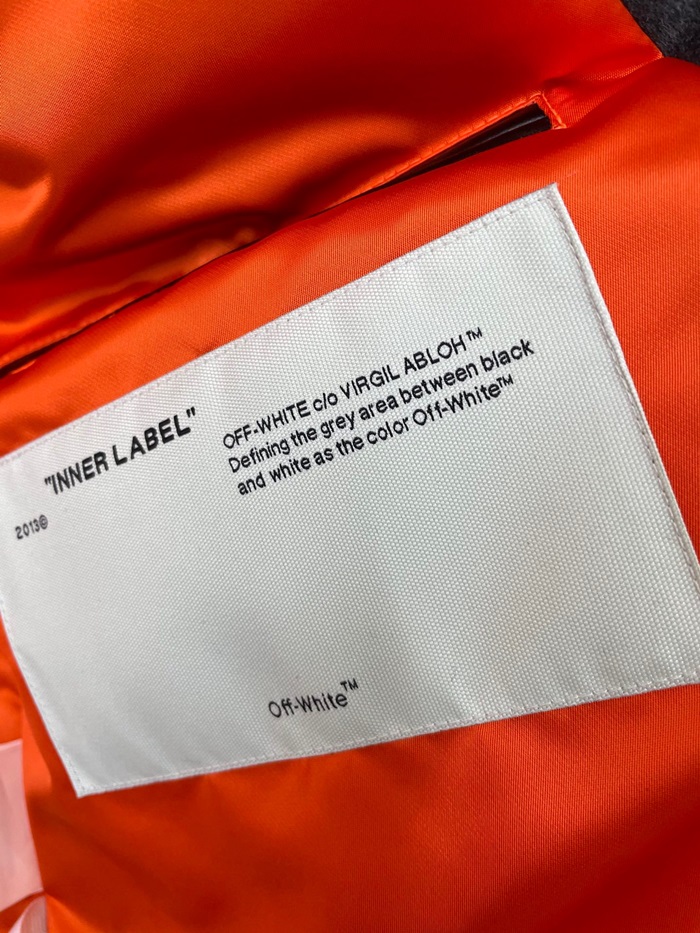 "INNER LABEL"
2013©
OFF-WHITE c/o VIRGIL ABLOH™
Defining the grey area between black
and white as the color Off-White™
Off-White™